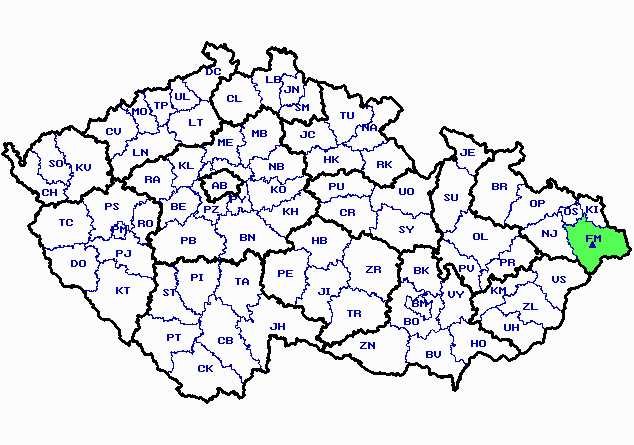 DC
LB
UL
JN
CL
SM
MO
TP
LT
TU
CV
MB
JC
NA
ME
LN
JE
SO
KV
KL
NB
HK
RK
RA
AB
PU
BR
CH
KO
UO
SU
OP
BE
PZ
PY
KH
CR
OS
KI
PS
RO
TC
PM
SY
NJ
FM
PB
BN
HB
OL
PJ
DO
PI
TA
PE
ZR
BK
PV
PR
VS
KT
ST
JI
VY
KM
BM
ZL
TR
BO
UH
PT
CB
JH
ZN
BV
HO
CK